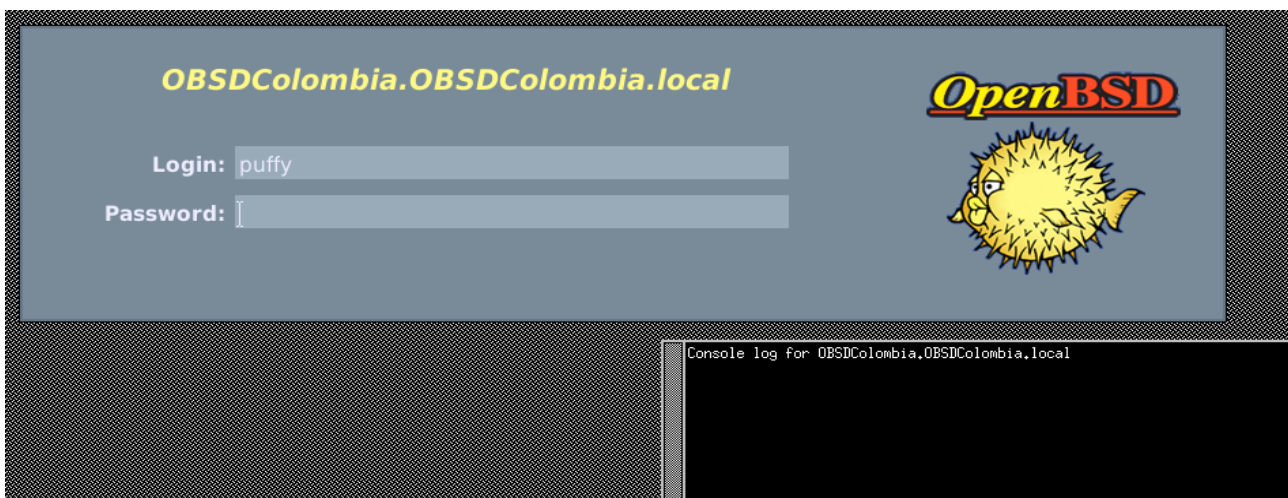 OBSDColombia.OBSDColombia.local
OpenBSD
Login: puffy
Password:
Console log for OBSDColombia.OBSDColombia.local